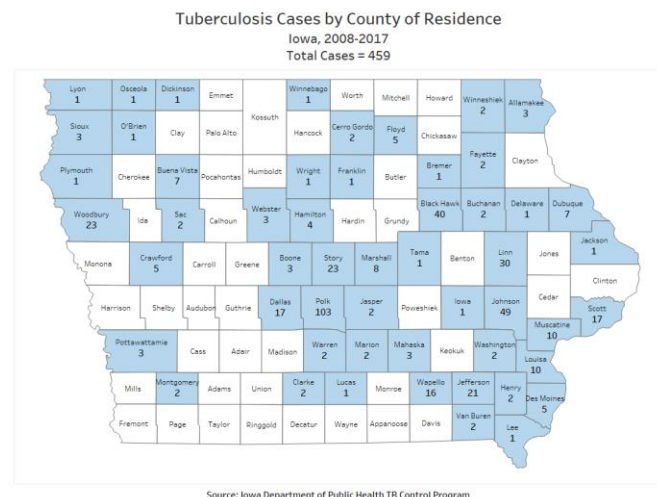 Tuberculosis Cases by County of Residence
Iowa, 2008-2017
Total Cases = 459
Lyon
1
Osceola
1
Dickinson
1
Emmet
Kossuth
Winnebago
1
Worth
Mitchell
Howard
Winneshiek
2
Allamakee
3
Sioux
3
O'Brien
1
Clay
Palo Alto
Hancock
Cerro Gordo
2
Floyd
5
Chickasaw
Fayette
2
Clayton
Plymouth
1
Cherokee
Buena Vista
7
Pocahontas
Humboldt
Wright
1
Franklin
1
Butler
Bremer
1
Woodbury
23
Ida
Sac
2
Calhoun
Webster
3
Hamilton
4
Hardin
Grundy
Black Hawk
40
Buchanan
2
Delaware
1
Dubuque
7
Monona
Crawford
5
Carroll
Greene
Boone
3
Story
23
Marshall
8
Tama
1
Benton
Linn
30
Jones
Jackson
1
Clinton
Harrison
Shelby
Audubon
Guthrie
Dallas
17
Polk
103
Jasper
2
Poweshiek
Iowa
1
Johnson
49
Cedar
Scott
17
Muscatine
10
Pottawattamie
3
Cass
Adair
Madison
Warren
2
Marion
2
Mahaska
3
Keokuk
Washington
2
Louisa
10
Mills
Montgomery
2
Adams
Union
Clarke
2
Lucas
1
Monroe
Wapello
16
Jefferson
21
Henry
2
Des Moines
5
Fremont
Page
Taylor
Ringgold
Decatur
Wayne
Appanoose
Davis
Van Buren
2
Lee
1
Source: Iowa Department of Public Health TB Control Program